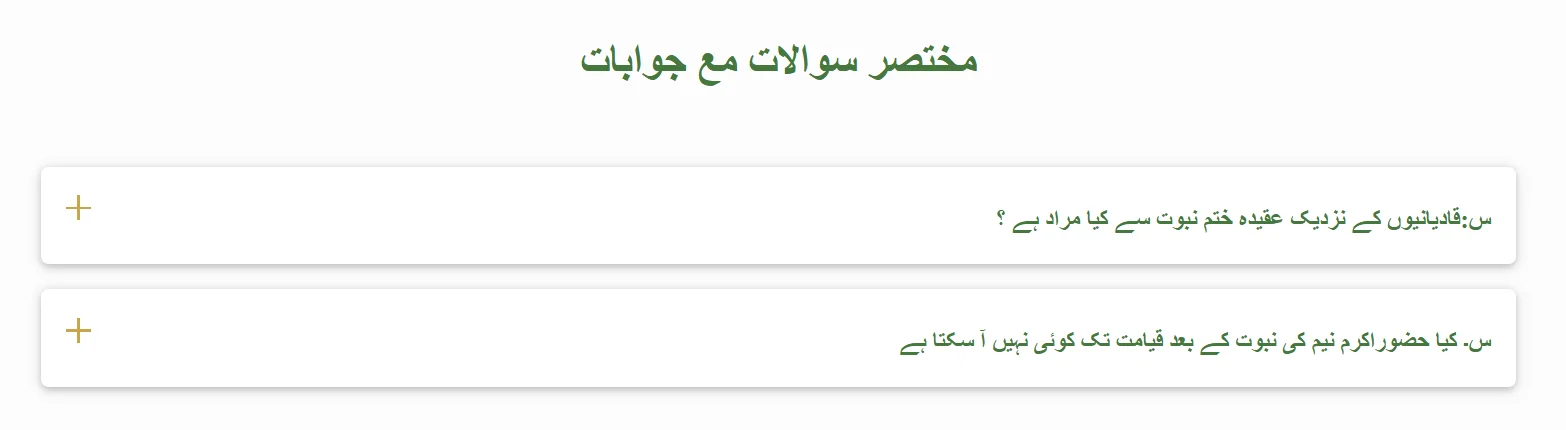 مختصر سوالات مع جوابات
س:قادیانیوں کے نزدیک عقیدہ ختم نبوت سے کیا مراد ہے ؟
س۔ کیا حضوراکرم نیم کی نبوت کے بعد قیامت تک کوئی نہیں آ سکتا ہے